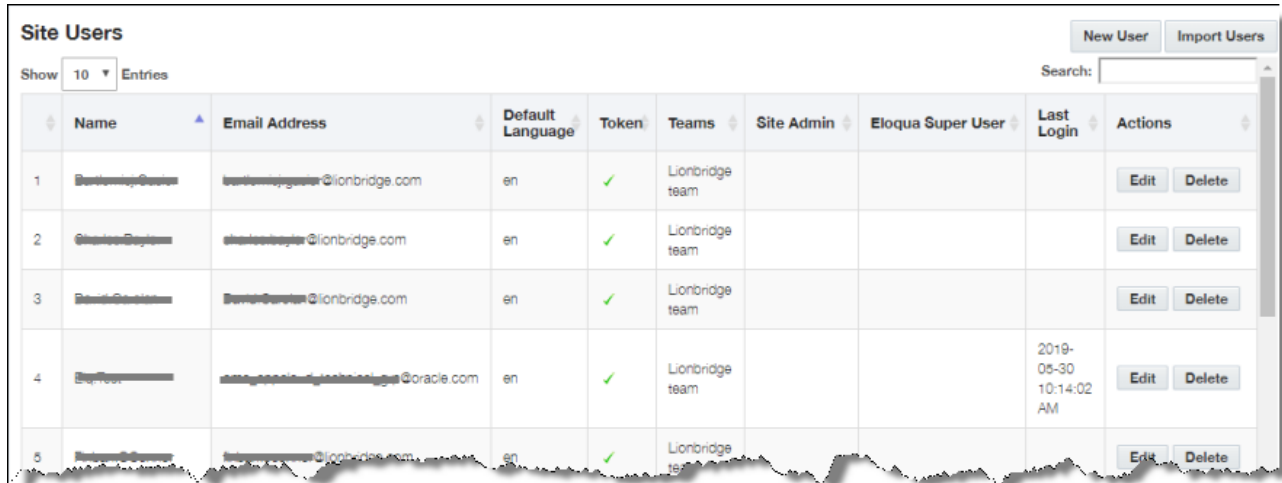 Site Users
New User
Import Users
Show 10 Entries
Search:
Name
Email Address
Default
Language
Token
Teams
Site Admin
Eloqua Super User
Last
Login
Actions
1
@lionbridge.com
en
✓
Lionbridge
team
Edit
Delete
2
@lionbridge.com
en
✓
Lionbridge
team
Edit
Delete
3
@lionbridge.com
en
✓
Lionbridge
team
Edit
Delete
4
@oracle.com
en
✓
Lionbridge
team
2019-
05-30
10:14:02
AM
Edit
Delete
5
@lionbridge.com
en
✓
Lionbridge
Edit
Delete